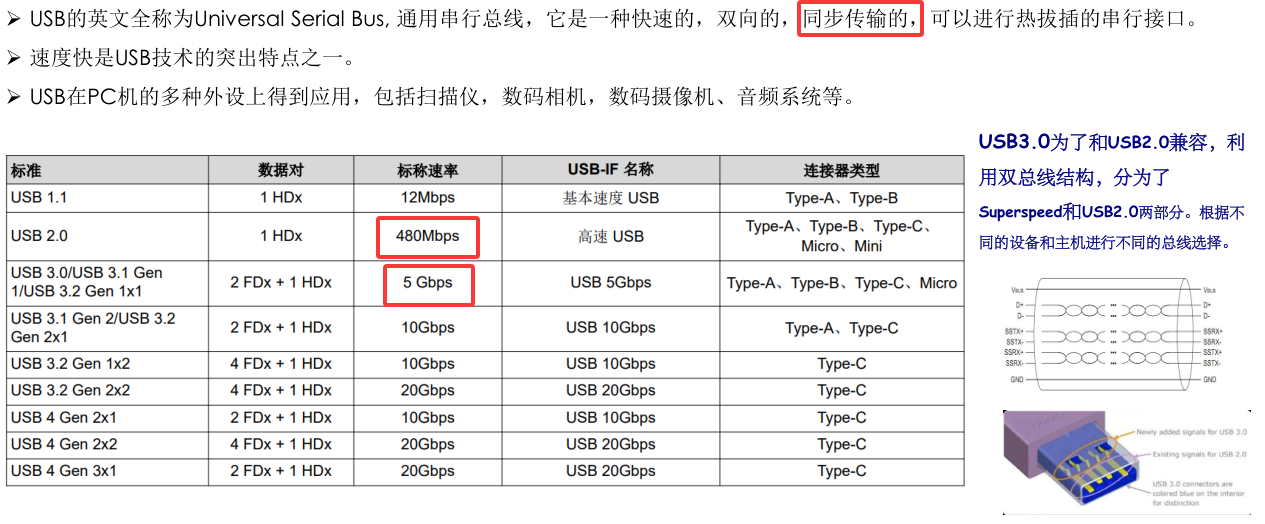 ➢ USB的英文全称为Universal Serial Bus, 通用串行总线，它是一种快速的，双向的，同步传输的，可以进行热拔插的串行接口。
➢ 速度快是USB技术的突出特点之一。
➢ USB在PC机的多种外设上得到应用，包括扫描仪，数码相机，数码摄像机、音频系统等。
标准 数据对 标称速率 USB-IF 名称 连接器类型
USB 1.1 1 HDx 12Mbps 基本速度 USB Type-A、Type-B
USB 2.0 1 HDx 480Mbps 高速 USB Type-A、Type-B、Type-C、
Micro、Mini
USB 3.0/USB 3.1 Gen
1/USB 3.2 Gen 1x1 2 FDx + 1 HDx 5 Gbps USB 5Gbps Type-A、Type-B、Type-C、Micro
USB 3.1 Gen 2/USB 3.2
Gen 2x1 2 FDx + 1 HDx 10Gbps USB 10Gbps Type-A、Type-C
USB 3.2 Gen 1x2 4 FDx + 1 HDx 10Gbps USB 10Gbps Type-C
USB 3.2 Gen 2x2 4 FDx + 1 HDx 20Gbps USB 20Gbps Type-C
USB 4 Gen 2x1 2 FDx + 1 HDx 10Gbps USB 10Gbps Type-C
USB 4 Gen 2x2 4 FDx + 1 HDx 20Gbps USB 20Gbps Type-C
USB 4 Gen 3x1 2 FDx + 1 HDx 20Gbps USB 20Gbps Type-C
USB3.0为了和USB2.0兼容，利
用双总线结构，分为了
Superspeed和USB2.0两部分。根据不
同的设备和主机进行不同的总线选择。
VBUS VBUS
D+ D+
D- D-
SSTX+ SSRX+
SSTX- SSRX-
SSRX+ SSTX+
SSRX- SSTX-
GND GND
Newly added signals for USB 3.0
Existing signals for USB 2.0
USB 3.0 connectors are
colored blue on the interior
for distinction